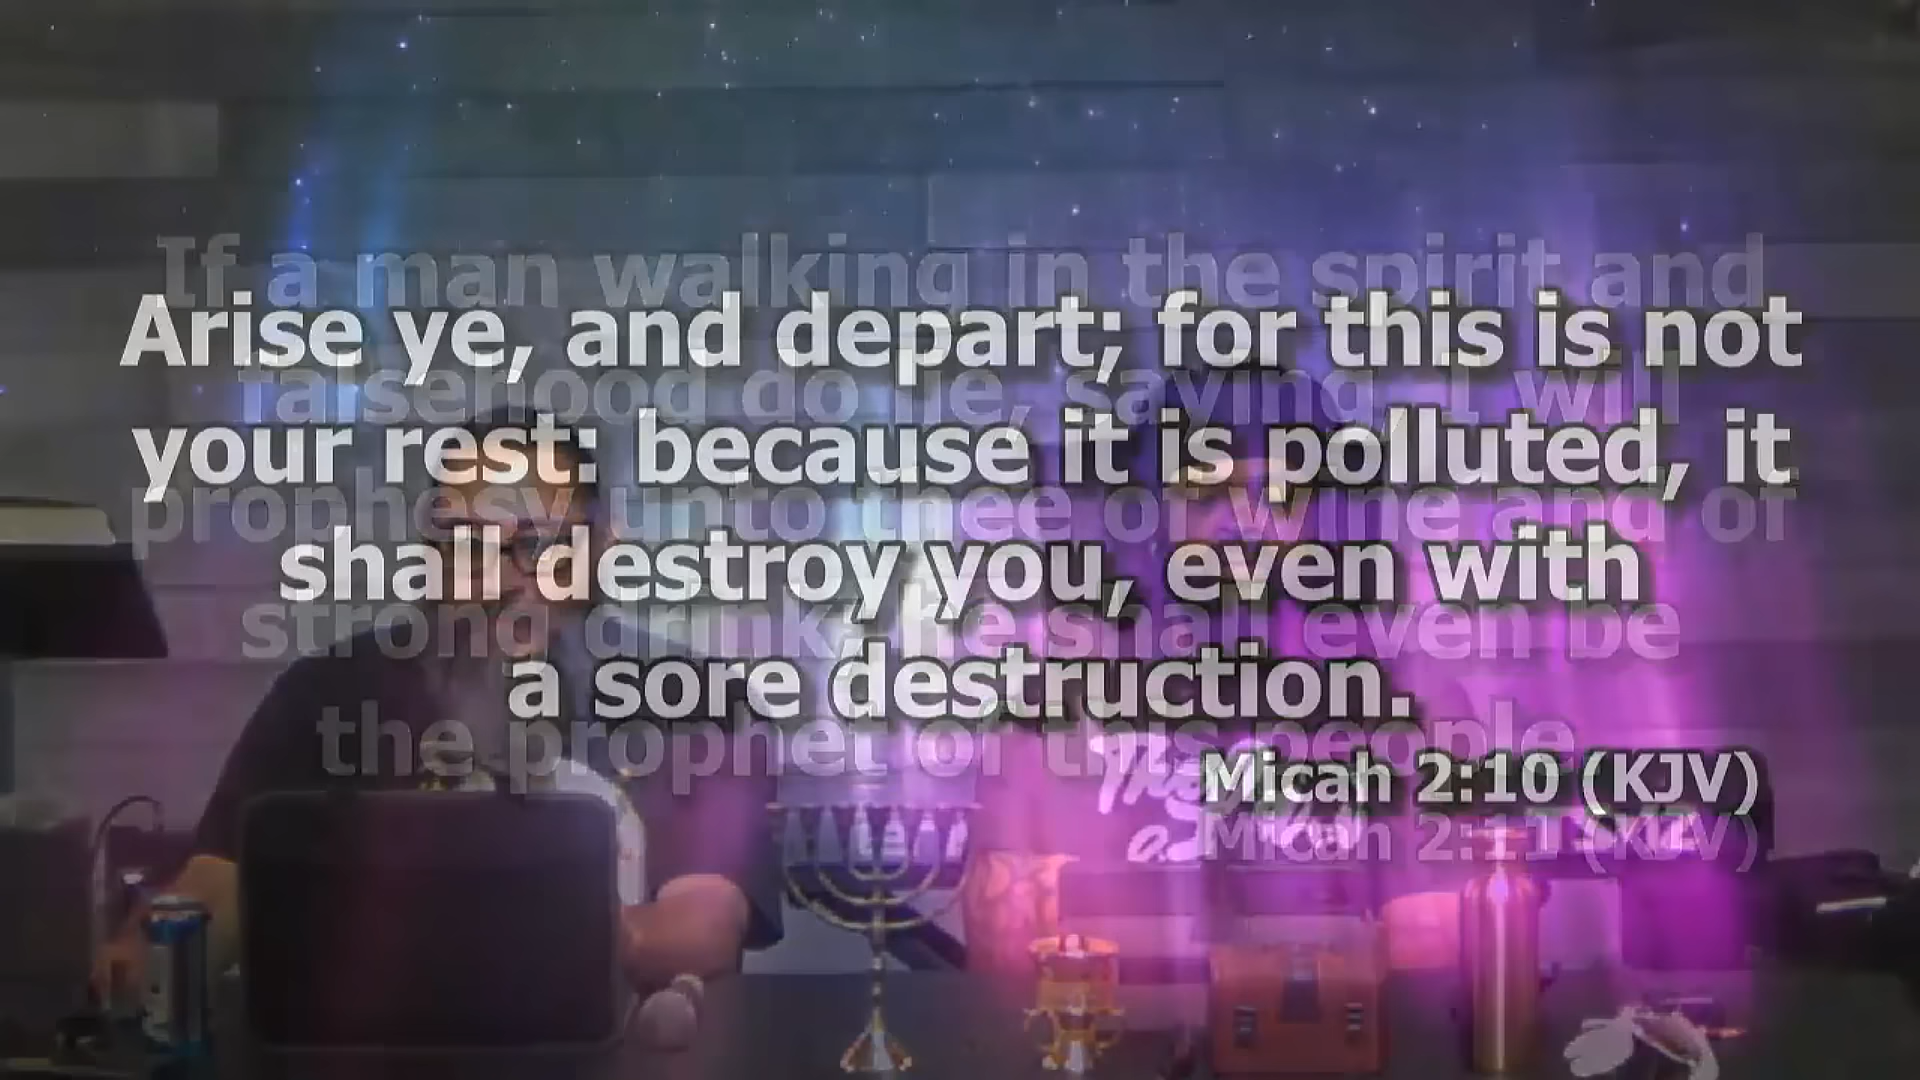 Arise ye, and depart; for this is not
your rest: because it is polluted, it
shall destroy you, even with
a sore destruction.
Micah 2:10 (KJV)
If a man walking in the spirit and
falsehood do lie, saying, I will
prophesy unto thee of wine and of
strong drink; he shall even be
the prophet of this people.
Micah 2:11 (KJV)